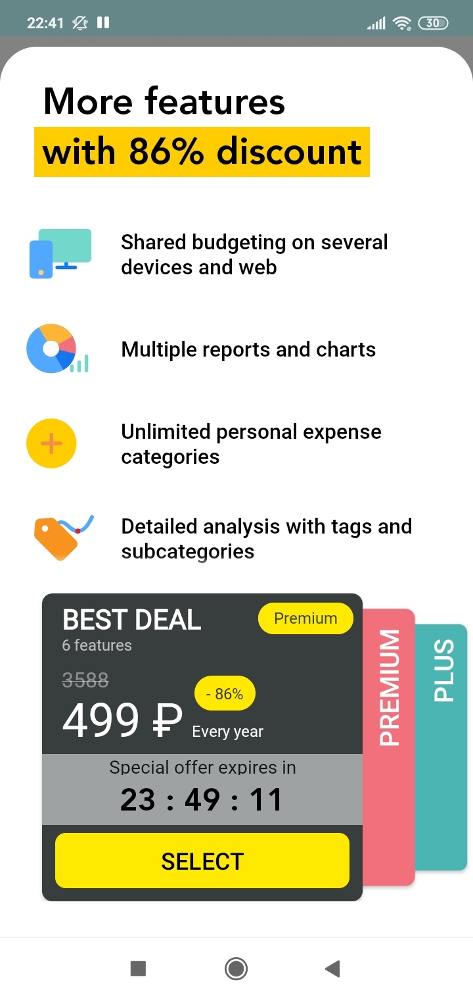 22:41
30
More features
with 86% discount
Shared budgeting on several
devices and web
Multiple reports and charts
Unlimited personal expense
categories
Detailed analysis with tags and
subcategories
BEST DEAL
Premium
6 features
3588
- 86%
499 ₽
Every year
Special offer expires in
23 : 49 : 11
SELECT
PREMIUM
PLUS